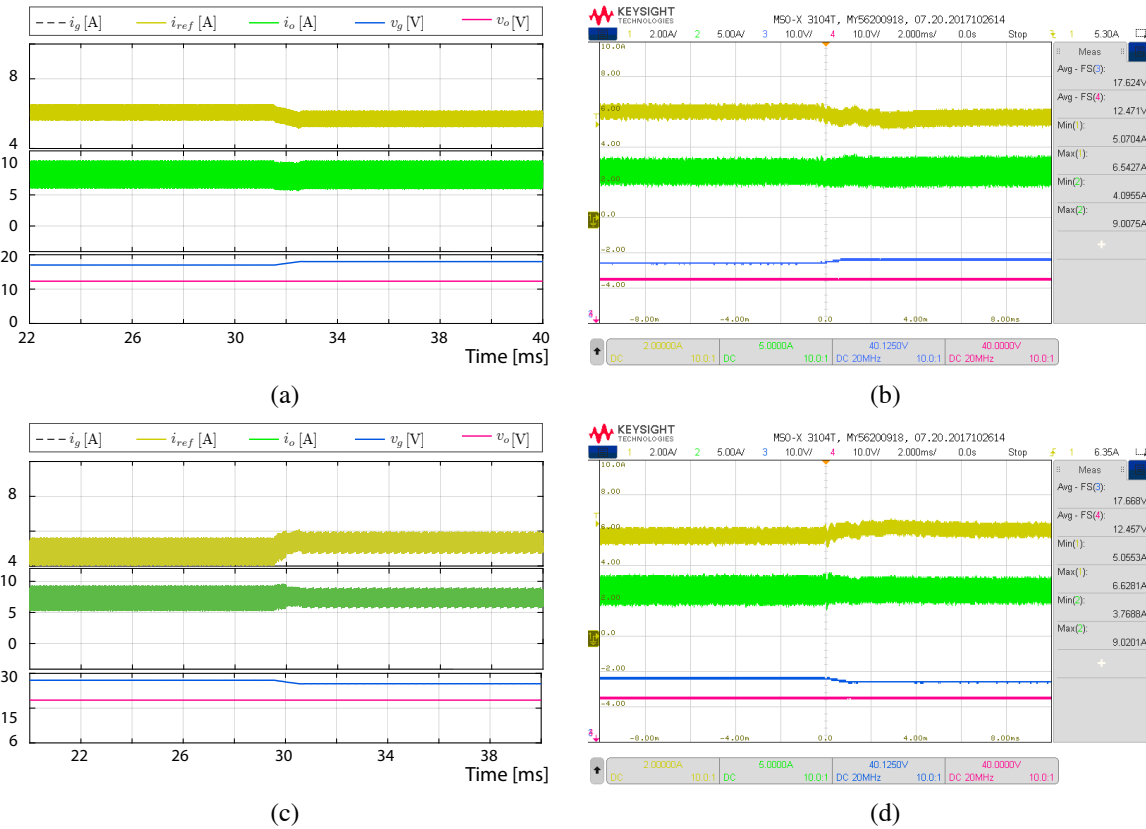 i_g [A] i_ref [A] i_o [A] v_g [V] v_o [V]
8
4
10
5
0
20
10
0
22 26 30 34 38 40
Time [ms]
(a)
KEYSIGHT
TECHNOLOGIES
MSO-X 3104T, MY56200918, 07.20.2017102614
1 2.00A/ 2 5.00A/ 3 10.0V/ 4 10.0V/ 2.000ms/ 0.0s Stop 1 5.30A
10.0A
8.00
6.00
4.00
2.00
0.0
-2.00
-4.00
-8.00m -4.00m 0.0 4.00m 8.00ms
Meas
Avg - FS(3):
17.624V
Avg - FS(4):
12.471V
Min(1):
5.0704A
Max(1):
6.5427A
Min(2):
4.0955A
Max(2):
9.0075A
2.00000A 5.0000A 40.1250V 40.0000V
DC 10.0:1 DC 10.0:1 DC 20MHz 10.0:1 DC 20MHz 10.0:1
(b)
i_g [A] i_ref [A] i_o [A] v_g [V] v_o [V]
8
4
10
5
0
30
15
6
22 26 30 34 38
Time [ms]
(c)
KEYSIGHT
TECHNOLOGIES
MSO-X 3104T, MY56200918, 07.20.2017102614
1 2.00A/ 2 5.00A/ 3 10.0V/ 4 10.0V/ 2.000ms/ 0.0s Stop 1 6.35A
10.0A
8.00
6.00
4.00
2.00
0.0
-2.00
-4.00
-8.00m -4.00m 0.0 4.00m 8.00ms
Meas
Avg - FS(3):
17.668V
Avg - FS(4):
12.457V
Min(1):
5.0553A
Max(1):
6.6281A
Min(2):
3.7688A
Max(2):
9.0201A
2.00000A 5.0000A 40.1250V 40.0000V
DC 10.0:1 DC 10.0:1 DC 20MHz 10.0:1 DC 20MHz 10.0:1
(d)